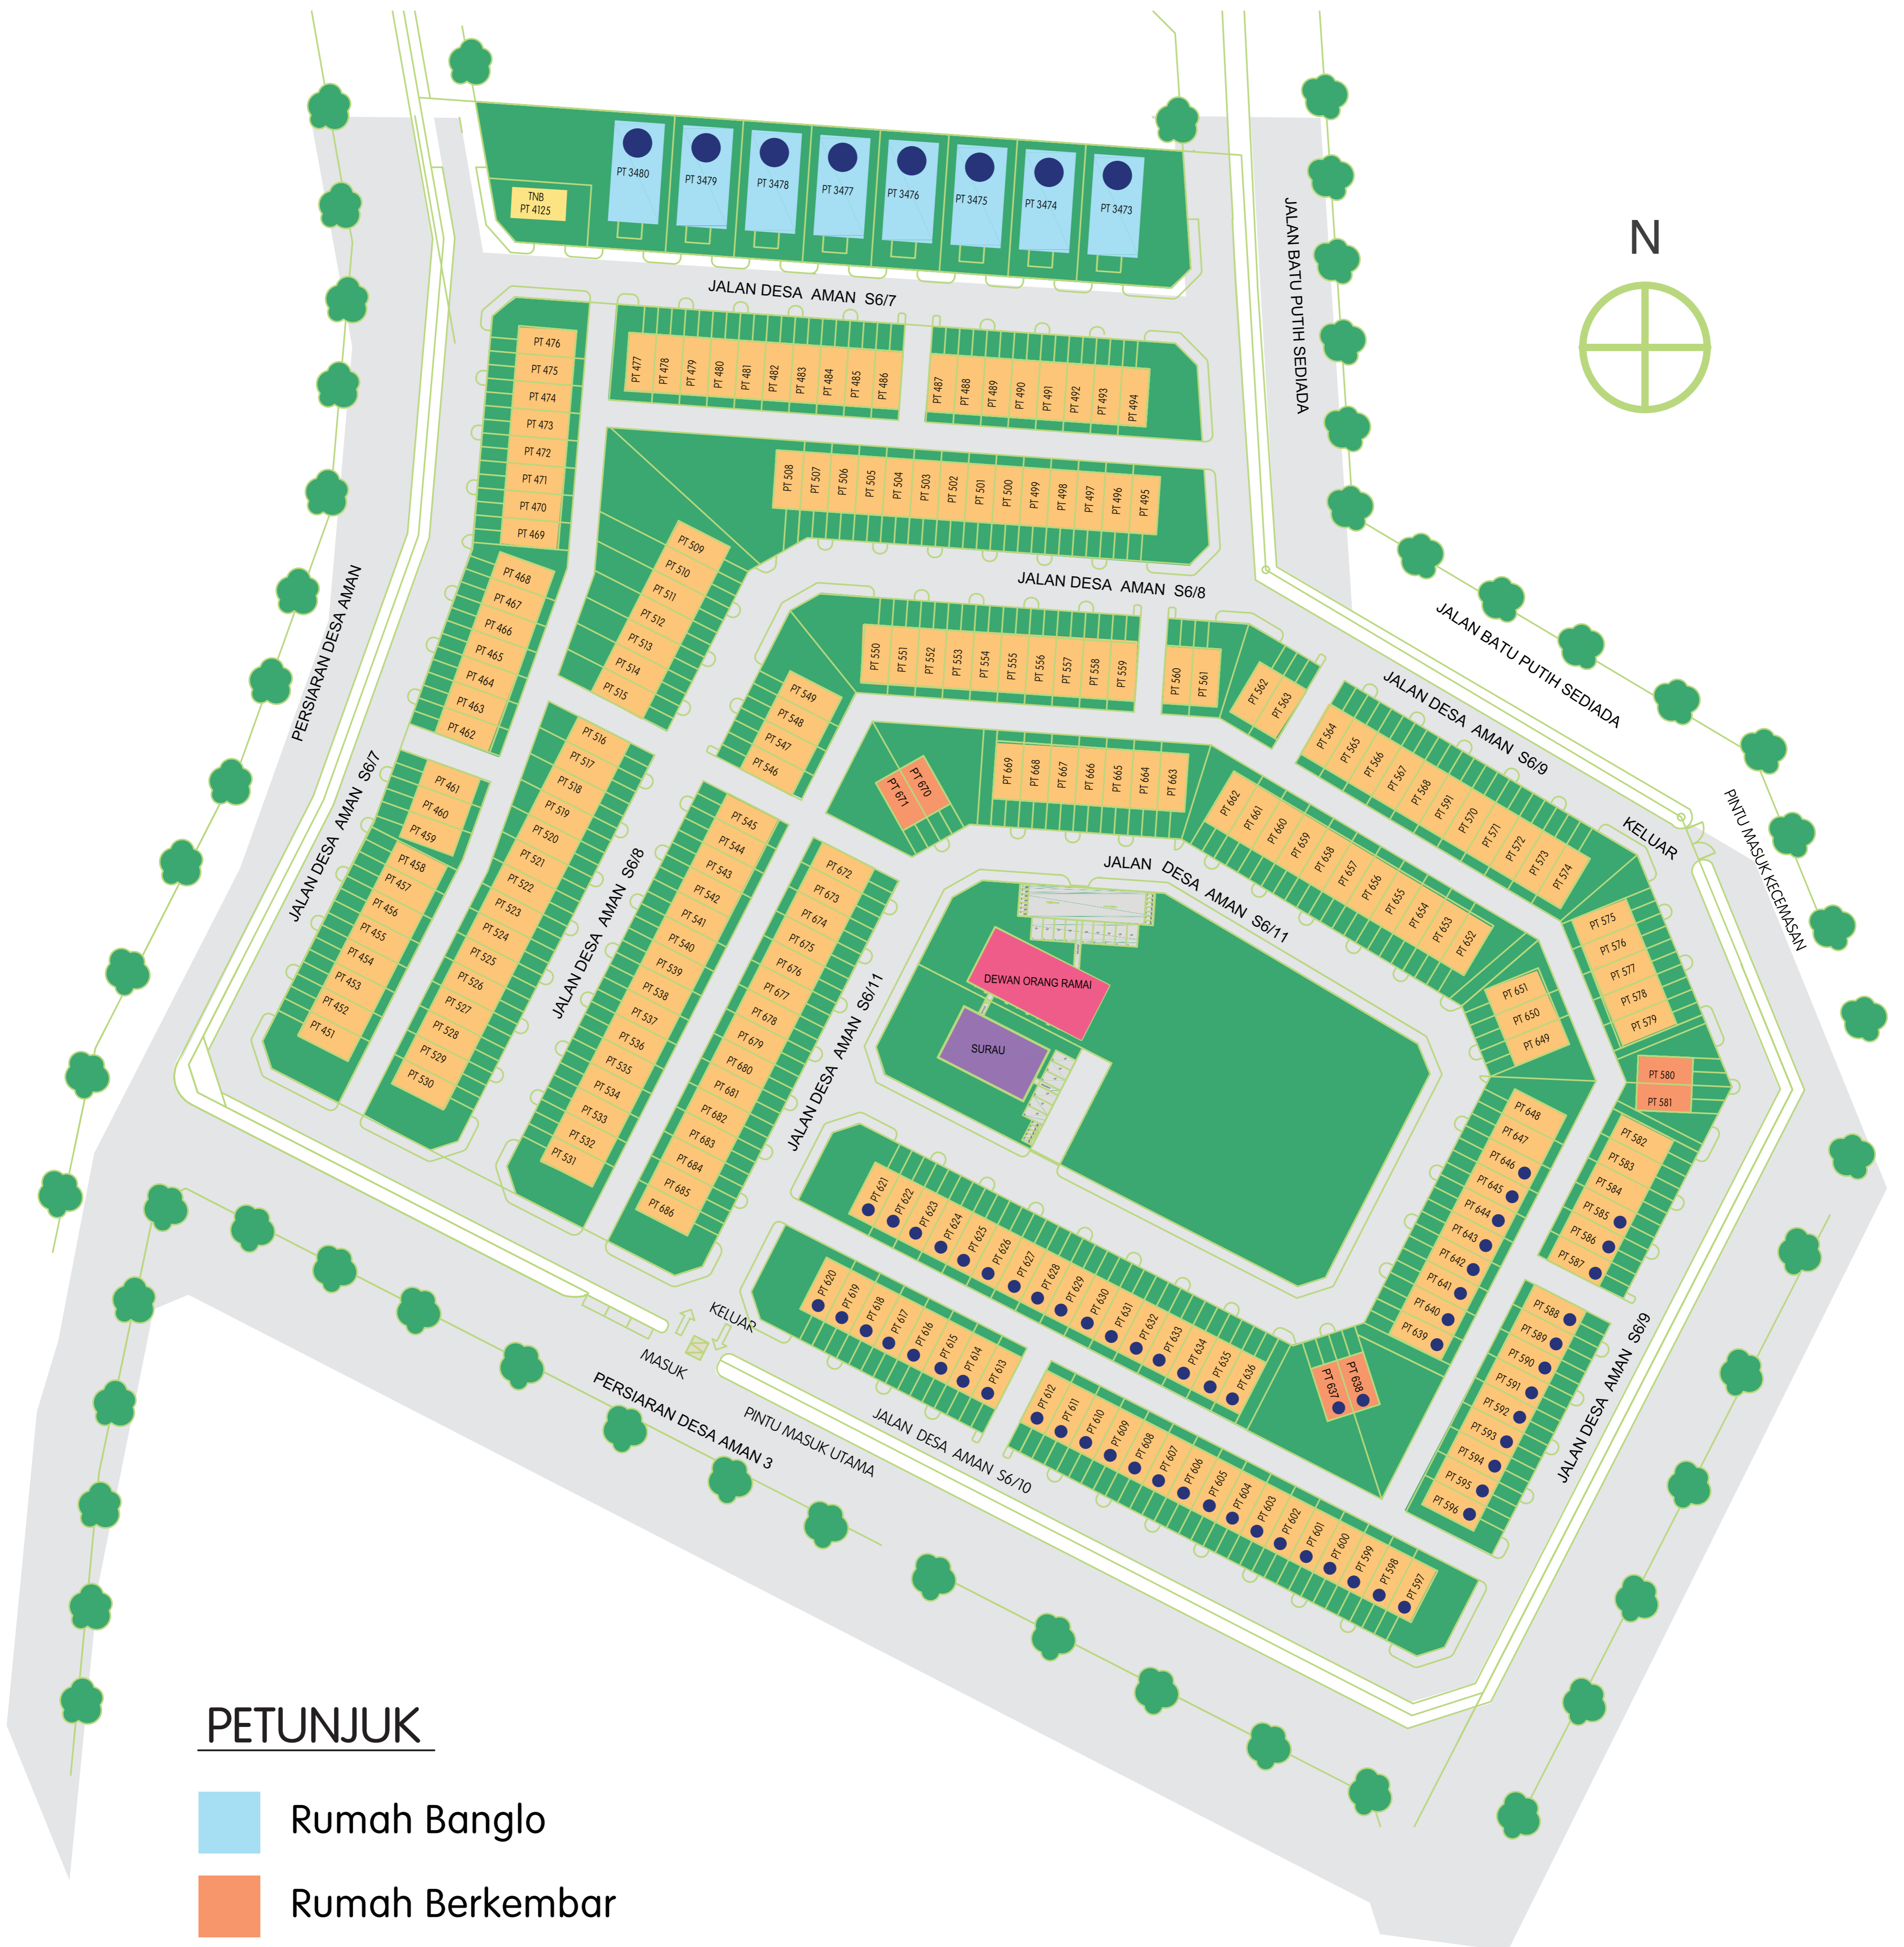 N
TNB
PT 4125
PT 3480
PT 3479
PT 3478
PT 3477
PT 3476
PT 3475
PT 3474
PT 3473
JALAN DESA AMAN S6/7
JALAN BATU PUTIH SEDIADA
PT 476
PT 475
PT 474
PT 473
PT 472
PT 471
PT 470
PT 469
PT 477
PT 478
PT 479
PT 480
PT 481
PT 482
PT 483
PT 484
PT 485
PT 486
PT 487
PT 488
PT 489
PT 490
PT 491
PT 492
PT 493
PT 494
PT 508
PT 507
PT 506
PT 505
PT 504
PT 503
PT 502
PT 501
PT 500
PT 499
PT 498
PT 497
PT 496
PT 495
PT 509
PT 510
PT 511
PT 512
PT 513
PT 514
PT 515
PT 468
PT 467
PT 466
PT 465
PT 464
PT 463
PT 462
PERSIARAN DESA AMAN
JALAN DESA AMAN S6/8
PT 550
PT 551
PT 552
PT 553
PT 554
PT 555
PT 556
PT 557
PT 558
PT 559
PT 560
PT 561
PT 562
PT 563
JALAN BATU PUTIH SEDIADA
JALAN DESA AMAN S6/9
PT 549
PT 548
PT 547
PT 546
PT 564
PT 565
PT 566
PT 567
PT 568
PT 591
PT 570
PT 571
PT 572
PT 573
PT 574
KELUAR
PINTU MASUK KECEMASAN
PT 671
PT 670
PT 669
PT 668
PT 667
PT 666
PT 665
PT 664
PT 663
PT 662
PT 661
PT 660
PT 659
PT 658
PT 657
PT 656
PT 655
PT 654
PT 653
PT 652
JALAN DESA AMAN S6/7
PT 461
PT 460
PT 459
PT 458
PT 457
PT 456
PT 455
PT 454
PT 453
PT 452
PT 451
PT 516
PT 517
PT 518
PT 519
PT 520
PT 521
PT 522
PT 523
PT 524
PT 525
PT 526
PT 527
PT 528
PT 529
PT 530
JALAN DESA AMAN S6/8
PT 545
PT 544
PT 543
PT 542
PT 541
PT 540
PT 539
PT 538
PT 537
PT 536
PT 535
PT 534
PT 533
PT 532
PT 531
PT 672
PT 673
PT 674
PT 675
PT 676
PT 677
PT 678
PT 679
PT 680
PT 681
PT 682
PT 683
PT 684
PT 685
PT 686
JALAN DESA AMAN S6/11
JALAN DESA AMAN S6/11
DEWAN ORANG RAMAI
SURAU
PT 575
PT 576
PT 577
PT 578
PT 579
PT 651
PT 650
PT 649
PT 580
PT 581
PT 582
PT 583
PT 584
PT 585
PT 586
PT 587
PT 648
PT 647
PT 646
PT 645
PT 644
PT 643
PT 642
PT 641
PT 640
PT 639
PT 621
PT 622
PT 623
PT 624
PT 625
PT 626
PT 627
PT 628
PT 629
PT 630
PT 631
PT 632
PT 633
PT 634
PT 635
PT 636
PT 637
PT 638
PT 588
PT 589
PT 590
PT 591
PT 592
PT 593
PT 594
PT 595
PT 596
JALAN DESA AMAN S6/9
PT 620
PT 619
PT 618
PT 617
PT 616
PT 615
PT 614
PT 613
PT 612
PT 611
PT 610
PT 609
PT 608
PT 607
PT 606
PT 605
PT 604
PT 603
PT 602
PT 601
PT 600
PT 599
PT 598
PT 597
KELUAR
MASUK
PERSIARAN DESA AMAN 3
PINTU MASUK UTAMA
JALAN DESA AMAN S6/10
PETUNJUK
Rumah Banglo
Rumah Berkembar